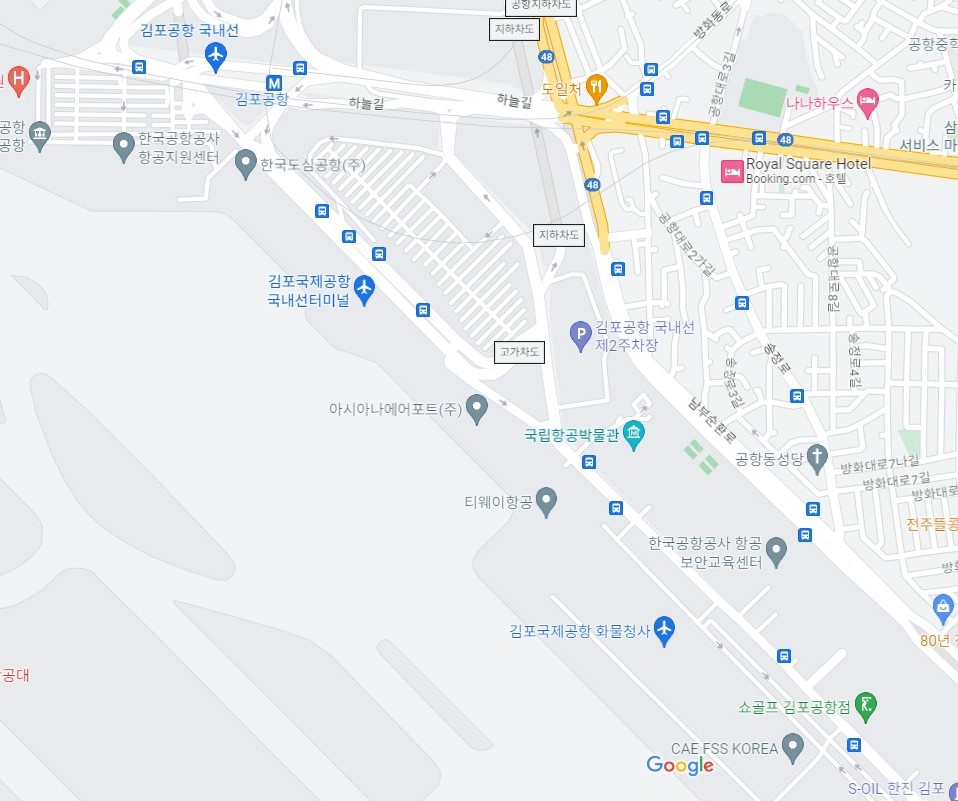 공항지하차도
지하차도
김포공항 국내선
48
방화동로
공항중학
공항대로3길
도일처
나나하우스
M
김포공항
하늘길
하늘길
H
공항
공항
한국공항공사
항공지원센터
한국도심공항(주)
48
서비스 마
Royal Square Hotel
Booking.com - 호텔
48
지하차도
공항대로2가길
공항대로8길
김포국제공항
국내선터미널
P
김포공항 국내선
제2주차장
고가차도
송정로
송정로3길
송정로4길
남부순환로
아시아나에어포트(주)
국립항공박물관
공항동성당
방화대로7나길
방화대로7길
방화대로
티웨이항공
전주뜰콩
한국공항공사 항공
보안교육센터
방화
김포국제공항 화물청사
80년
공대
쇼골프 김포공항점
CAE FSS KOREA
Google
S-OIL 한진 김포